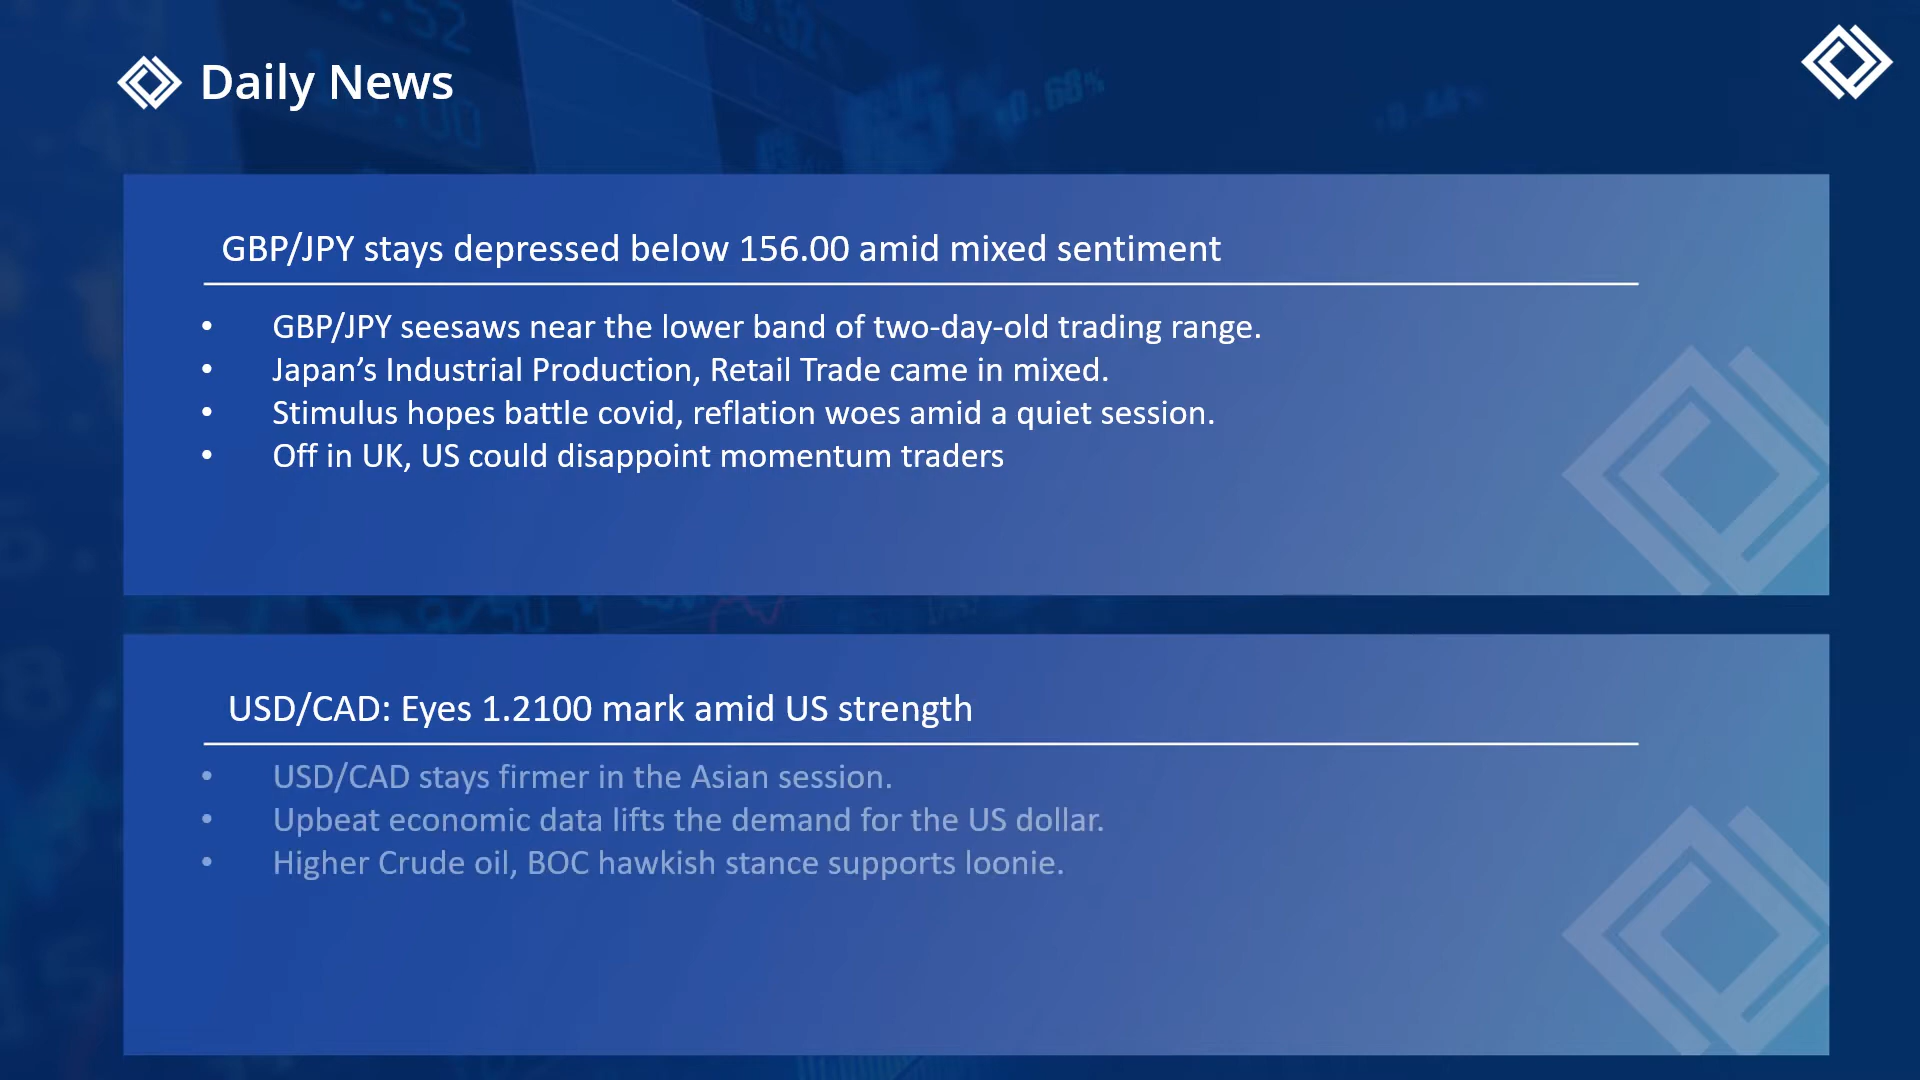 Daily News
GBP/JPY stays depressed below 156.00 amid mixed sentiment
• GBP/JPY seesaws near the lower band of two-day-old trading range.
• Japan’s Industrial Production, Retail Trade came in mixed.
• Stimulus hopes battle covid, reflation woes amid a quiet session.
• Off in UK, US could disappoint momentum traders
USD/CAD: Eyes 1.2100 mark amid US strength
• USD/CAD stays firmer in the Asian session.
• Upbeat economic data lifts the demand for the US dollar.
• Higher Crude oil, BOC hawkish stance supports loonie.